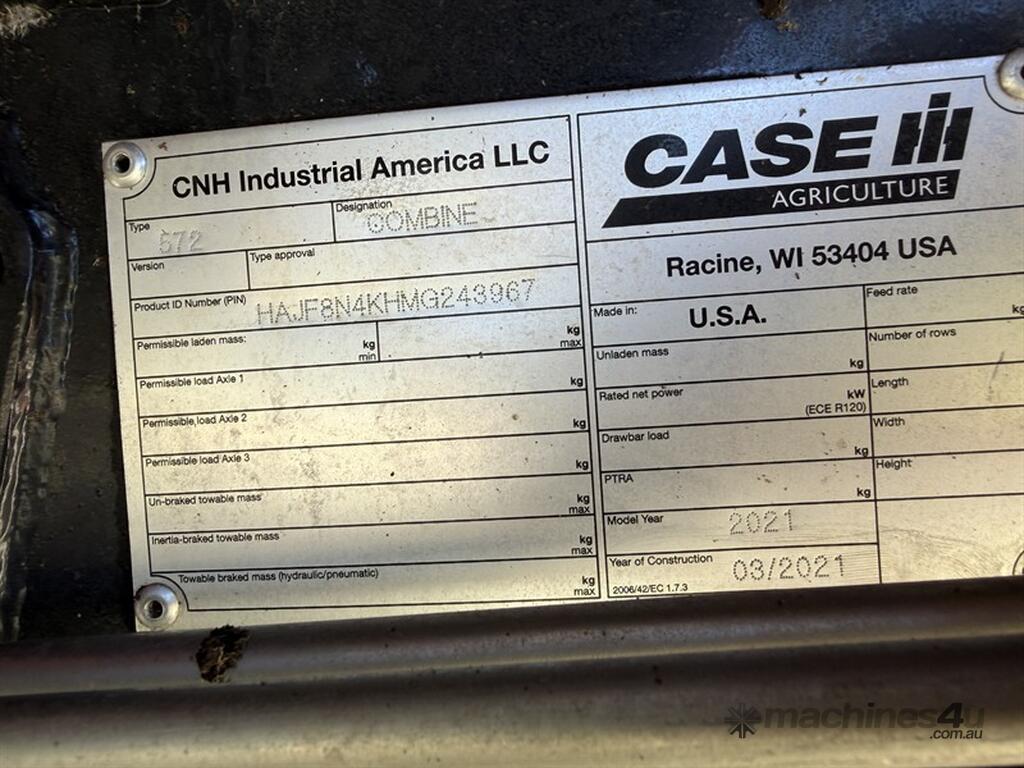 CNH Industrial America LLC
Type
672
Designation
COMBINE
Version
Type approval
Product ID Number (PIN)
HAJF8N4KHMG243967
Permissible laden mass:
kg
min
kg
max
Permissible load Axle 1
kg
Permissible load Axle 2
kg
Permissible load Axle 3
kg
Un-braked towable mass
kg
max
Inertia-braked towable mass
kg
max
Towable braked mass (hydraulic/pneumatic)
kg
max
CASE IH
AGRICULTURE
Racine, WI 53404 USA
Made in:
U.S.A.
Feed rate
kg
Unladen mass
kg
Number of rows
Rated net power
kW
(ECE R120)
Length
Drawbar load
kg
Width
PTRA
kg
Height
Model Year
2021
Year of Construction
03/2021
2006/42/EC 1.7.3
machines4u
.com.au